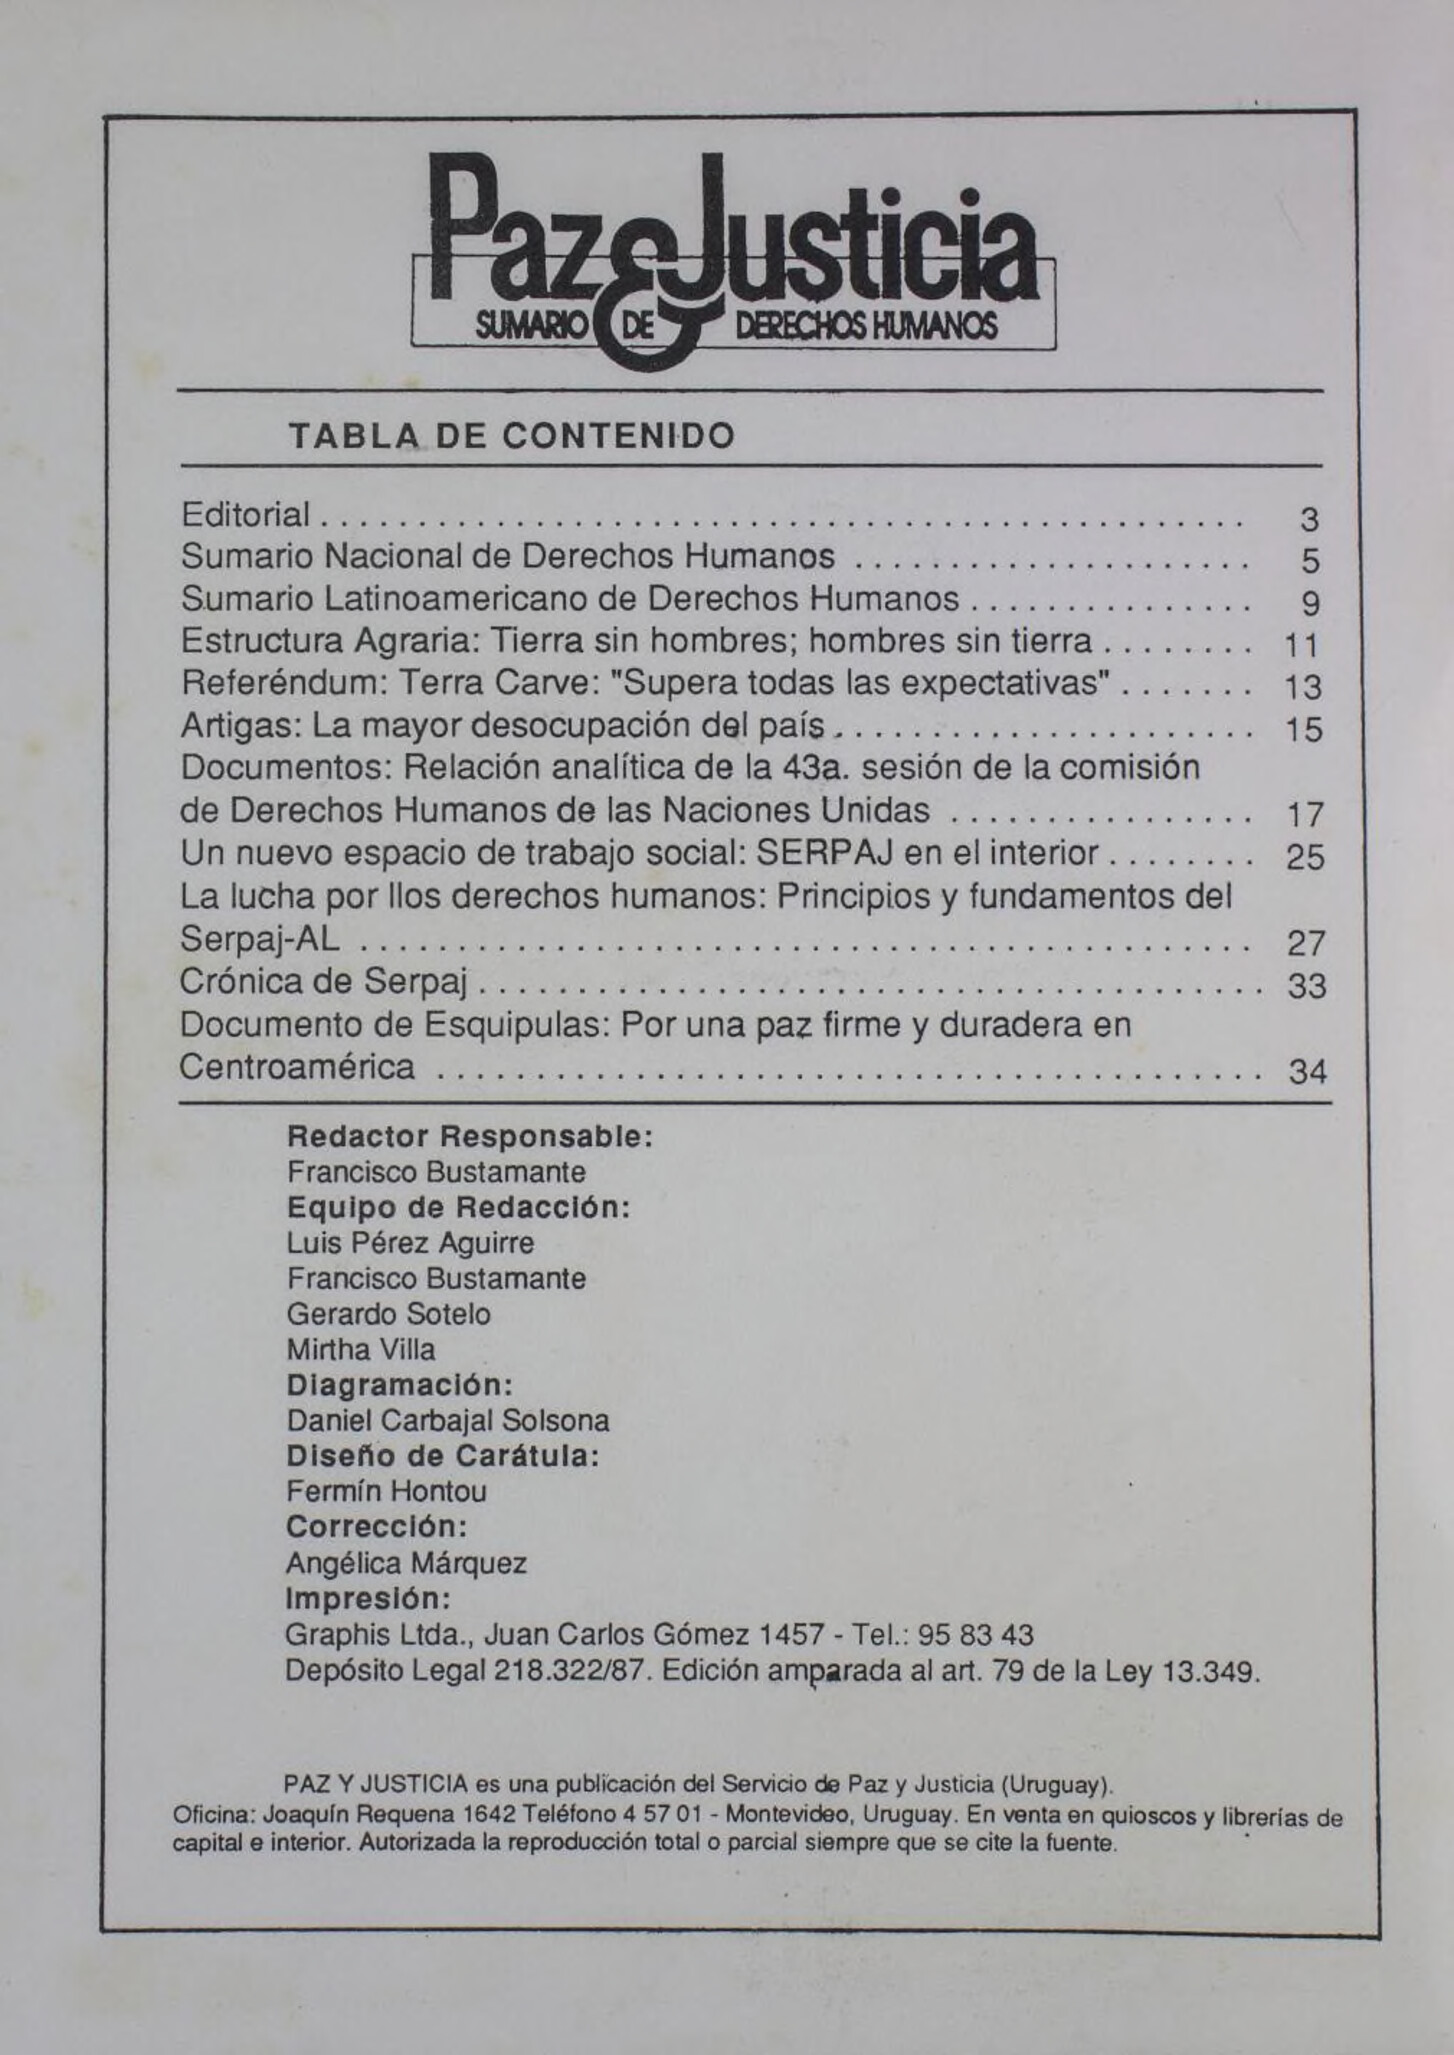 Paz & Justicia
SUMARIO DE DERECHOS HUMANOS
TABLA DE CONTENIDO
Editorial . . . . . . . . . . . . . . . . . . . . . . . . . . . . . . . . . . . . . . . . . . . . . . . 3
Sumario Nacional de Derechos Humanos . . . . . . . . . . . . . . . . . . . . . 5
Sumario Latinoamericano de Derechos Humanos . . . . . . . . . . . . . . . 9
Estructura Agraria: Tierra sin hombres; hombres sin tierra . . . . . . . . 11
Referéndum: Terra Carve: "Supera todas las expectativas" . . . . . . . 13
Artigas: La mayor desocupación del país . . . . . . . . . . . . . . . . . . . . . . 15
Documentos: Relación analítica de la 43a. sesión de la comisión
de Derechos Humanos de las Naciones Unidas . . . . . . . . . . . . . . . . 17
Un nuevo espacio de trabajo social: SERPAJ en el interior . . . . . . . . 25
La lucha por llos derechos humanos: Principios y fundamentos del
Serpaj-AL . . . . . . . . . . . . . . . . . . . . . . . . . . . . . . . . . . . . . . . . . . . . . . 27
Crónica de Serpaj . . . . . . . . . . . . . . . . . . . . . . . . . . . . . . . . . . . . . . . . 33
Documento de Esquipulas: Por una paz firme y duradera en
Centroamérica . . . . . . . . . . . . . . . . . . . . . . . . . . . . . . . . . . . . . . . . . . 34
Redactor Responsable:
Francisco Bustamante
Equipo de Redacción:
Luis Pérez Aguirre
Francisco Bustamante
Gerardo Sotelo
Mirtha Villa
Diagramación:
Daniel Carbajal Solsona
Diseño de Carátula:
Fermín Hontou
Corrección:
Angélica Márquez
Impresión:
Graphis Ltda., Juan Carlos Gómez 1457 - Tel.: 95 83 43
Depósito Legal 218.322/87. Edición amparada al art. 79 de la Ley 13.349.
PAZ Y JUSTICIA es una publicación del Servicio de Paz y Justicia (Uruguay).
Oficina: Joaquín Requena 1642 Teléfono 4 57 01 - Montevideo, Uruguay. En venta en quioscos y librerías de
capital e interior. Autorizada la reproducción total o parcial siempre que se cite la fuente.